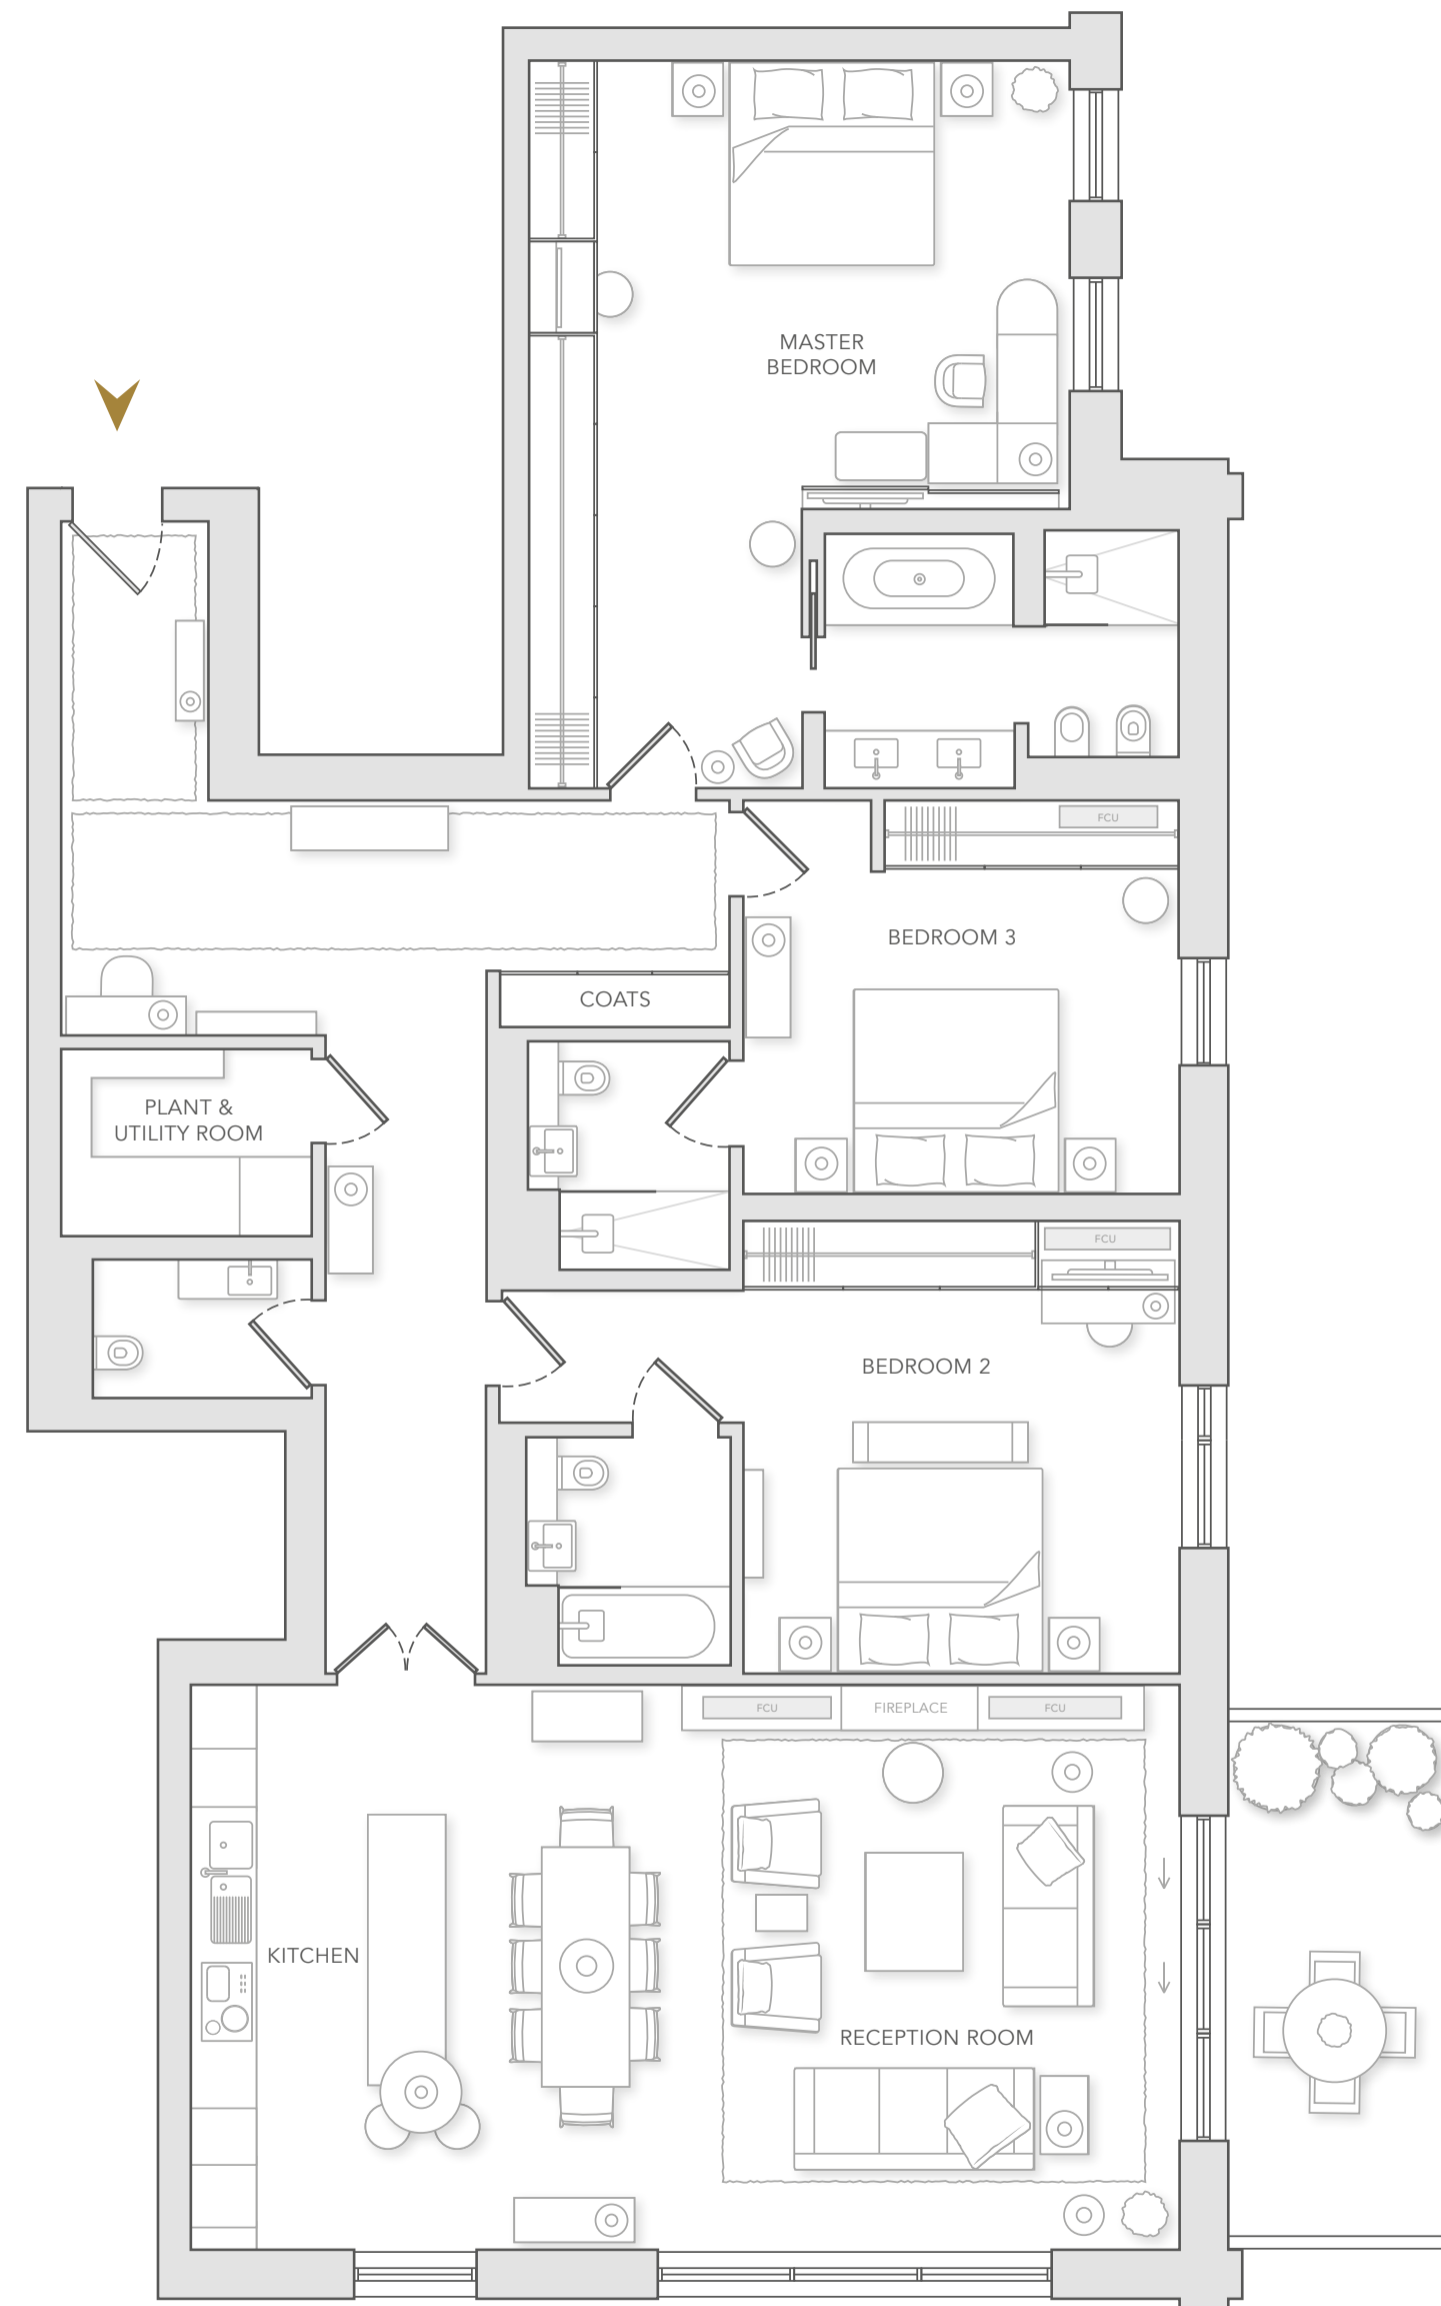 MASTER
BEDROOM
FCU
BEDROOM 3
COATS
PLANT &
UTILITY ROOM
FCU
BEDROOM 2
FCU
FIREPLACE
FCU
KITCHEN
RECEPTION ROOM